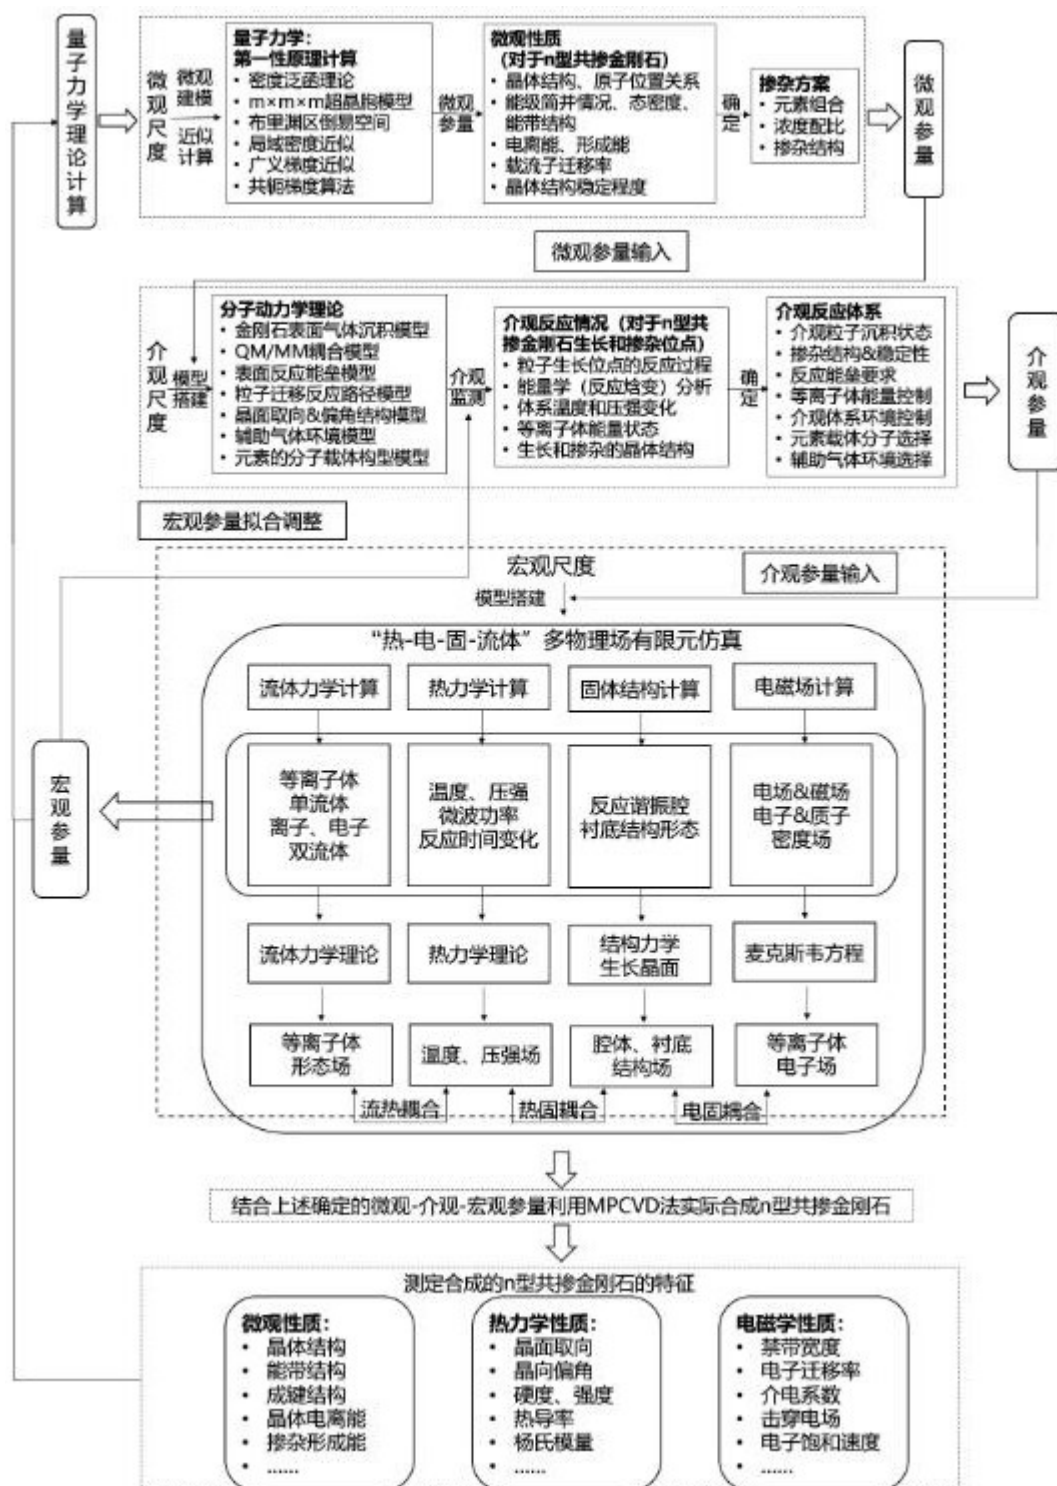 量子力学理论计算
微观尺度
微观
建模
近似
计算
量子力学：
第一性原理计算
• 密度泛函理论
• m×m×m超晶胞模型
• 布里渊区倒易空间
• 局域密度近似
• 广义梯度近似
• 共轭梯度算法
微观
参量
微观性质
（对于n型共掺金刚石）
• 晶体结构、原子位置关系
• 能级简并情况、态密度、
能带结构
• 电离能、形成能
• 载流子迁移率
• 晶体结构稳定程度
确定
掺杂方案
• 元素组合
• 浓度配比
• 掺杂结构
微观参量
微观参量输入
介观尺度
模型
搭建
分子动力学理论
• 金刚石表面气体沉积模型
• QM/MM耦合模型
• 表面反应能垒模型
• 粒子迁移反应路径模型
• 晶面取向&偏角结构模型
• 辅助气体环境模型
• 元素的分子载体构型模型
介观
监测
介观反应情况（对于n型共
掺金刚石生长和掺杂位点）
• 粒子生长位点的反应过程
• 能量学（反应焓变）分析
• 体系温度和压强变化
• 等离子体能量状态
• 生长和掺杂的晶体结构
确定
介观反应体系
• 介观粒子沉积状态
• 掺杂结构&稳定性
• 反应能垒要求
• 等离子体能量控制
• 介观体系环境控制
• 元素载体分子选择
• 辅助气体环境选择
介观参量
宏观参量拟合调整
宏观尺度
介观参量输入
模型搭建
“热-电-固-流体”多物理场有限元仿真
流体力学计算
热力学计算
固体结构计算
电磁场计算
宏观参量
等离子体
单流体
离子、电子
双流体
温度、压强
微波功率
反应时间变化
反应谐振腔
衬底结构形态
电场&磁场
电子&质子
密度场
流体力学理论
热力学理论
结构力学
生长晶面
麦克斯韦方程
等离子体
形态场
温度、压强场
腔体、衬底
结构场
等离子体
电子场
流热耦合
热固耦合
电固耦合
结合上述确定的微观-介观-宏观参量利用MPCVD法实际合成n型共掺金刚石
测定合成的n型共掺金刚石的特征
微观性质：
• 晶体结构
• 能带结构
• 成键结构
• 晶体电离能
• 掺杂形成能
• ......
热力学性质：
• 晶面取向
• 晶向偏角
• 硬度、强度
• 热导率
• 杨氏模量
• ......
电磁学性质：
• 禁带宽度
• 电子迁移率
• 介电系数
• 击穿电场
• 电子饱和速度
• ......